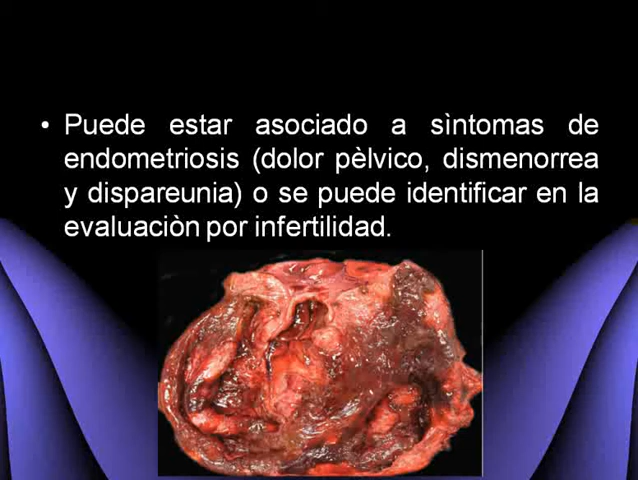 • Puede estar asociado a sìntomas de
endometriosis (dolor pèlvico, dismenorrea
y dispareunia) o se puede identificar en la
evaluaciòn por infertilidad.